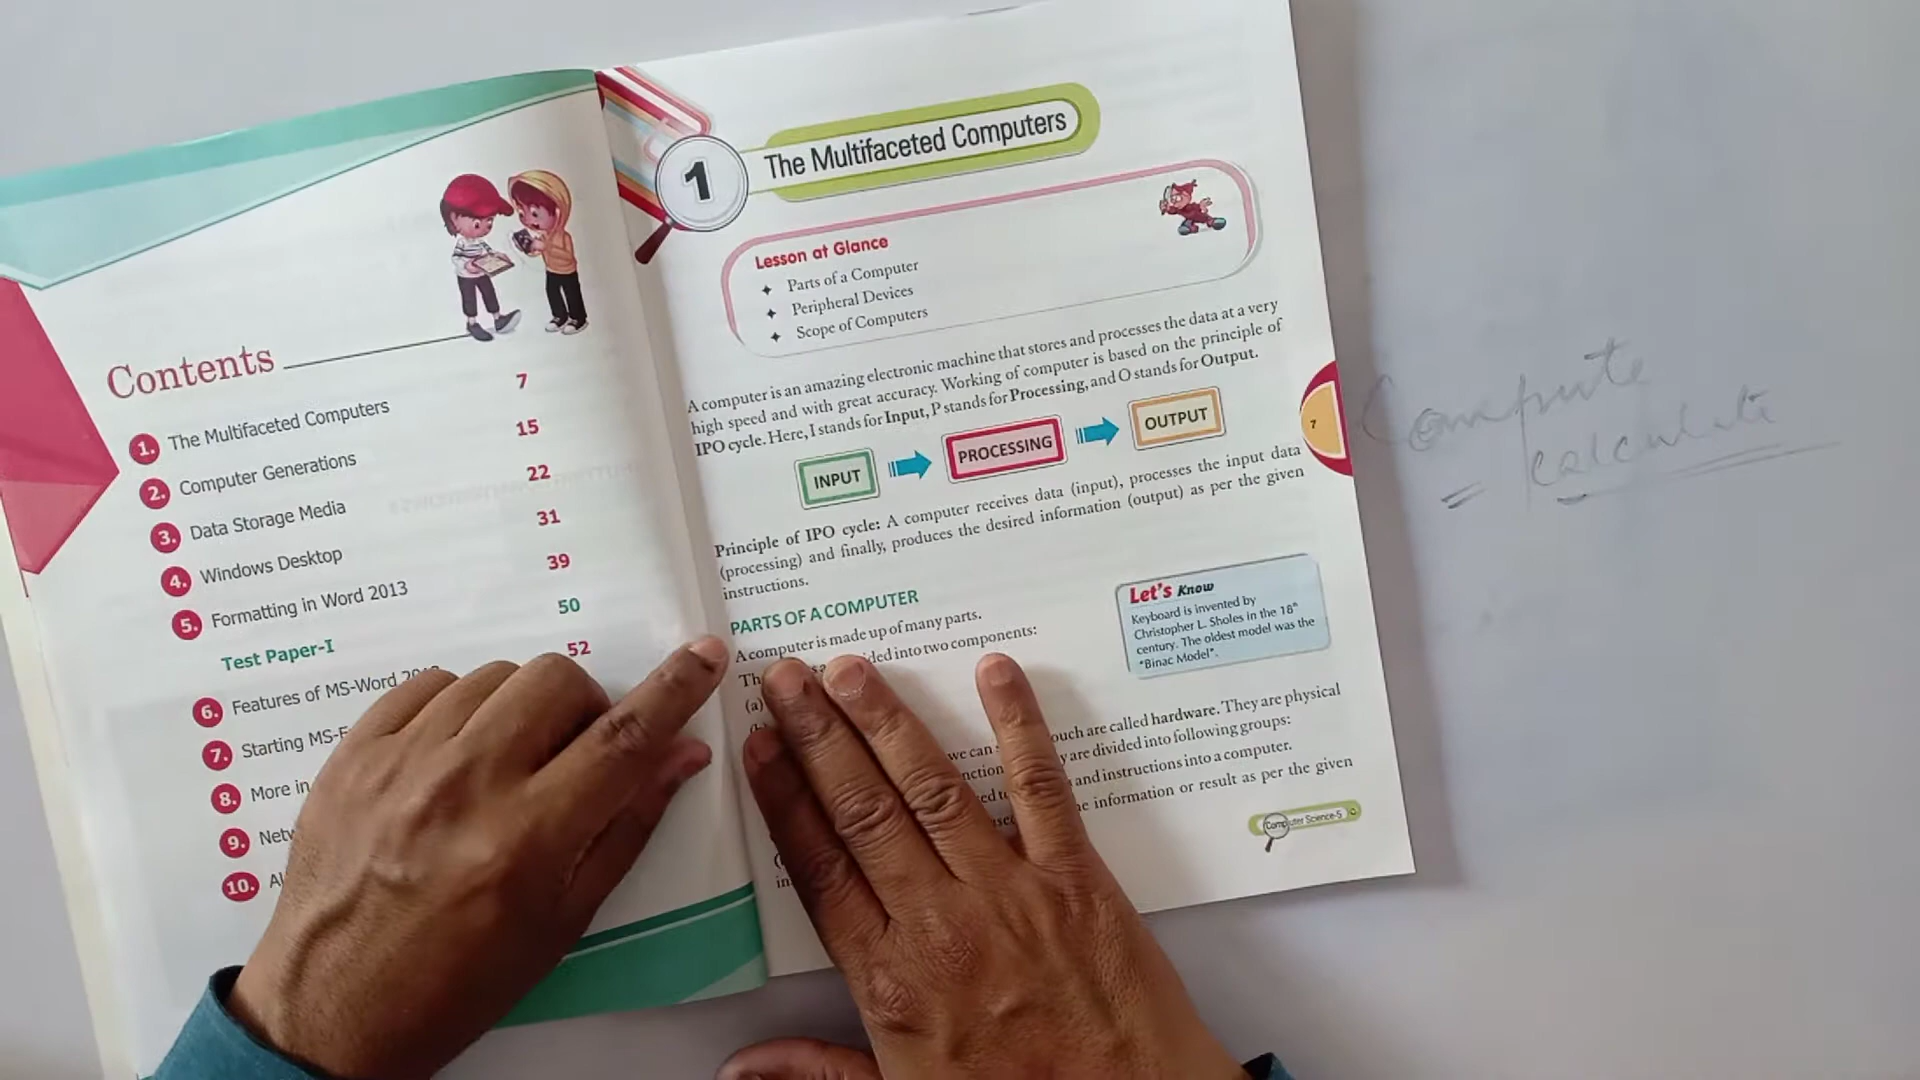 Contents
1. The Multifaceted Computers 7
2. Computer Generations 15
3. Data Storage Media 22
4. Windows Desktop 31
5. Formatting in Word 2013 39
Test Paper-I 50
6. Features of MS-Word 52
7. Starting
8. More in
9.
10.
1 The Multifaceted Computers
Lesson at Glance
✦ Parts of a Computer
✦ Peripheral Devices
✦ Scope of Computers
A computer is an amazing electronic machine that stores and processes the data at a very
high speed and with great accuracy. Working of computer is based on the principle of
IPO cycle. Here, I stands for Input, P stands for Processing, and O stands for Output.
INPUT PROCESSING OUTPUT
Principle of IPO cycle: A computer receives data (input), processes the input data
(processing) and finally, produces the desired information (output) as per the given
instructions.
PARTS OF A COMPUTER
A computer is made up of many parts.
into two components:
(a)
Let's Know
Keyboard is invented by
Christopher L. Sholes in the 18th
century. The oldest model was the
"Binac Model".
we can touch are called hardware. They are physical
are divided into following groups:
and instructions into a computer.
information or result as per the given
Computer Science-5
7
Compute
= calculate